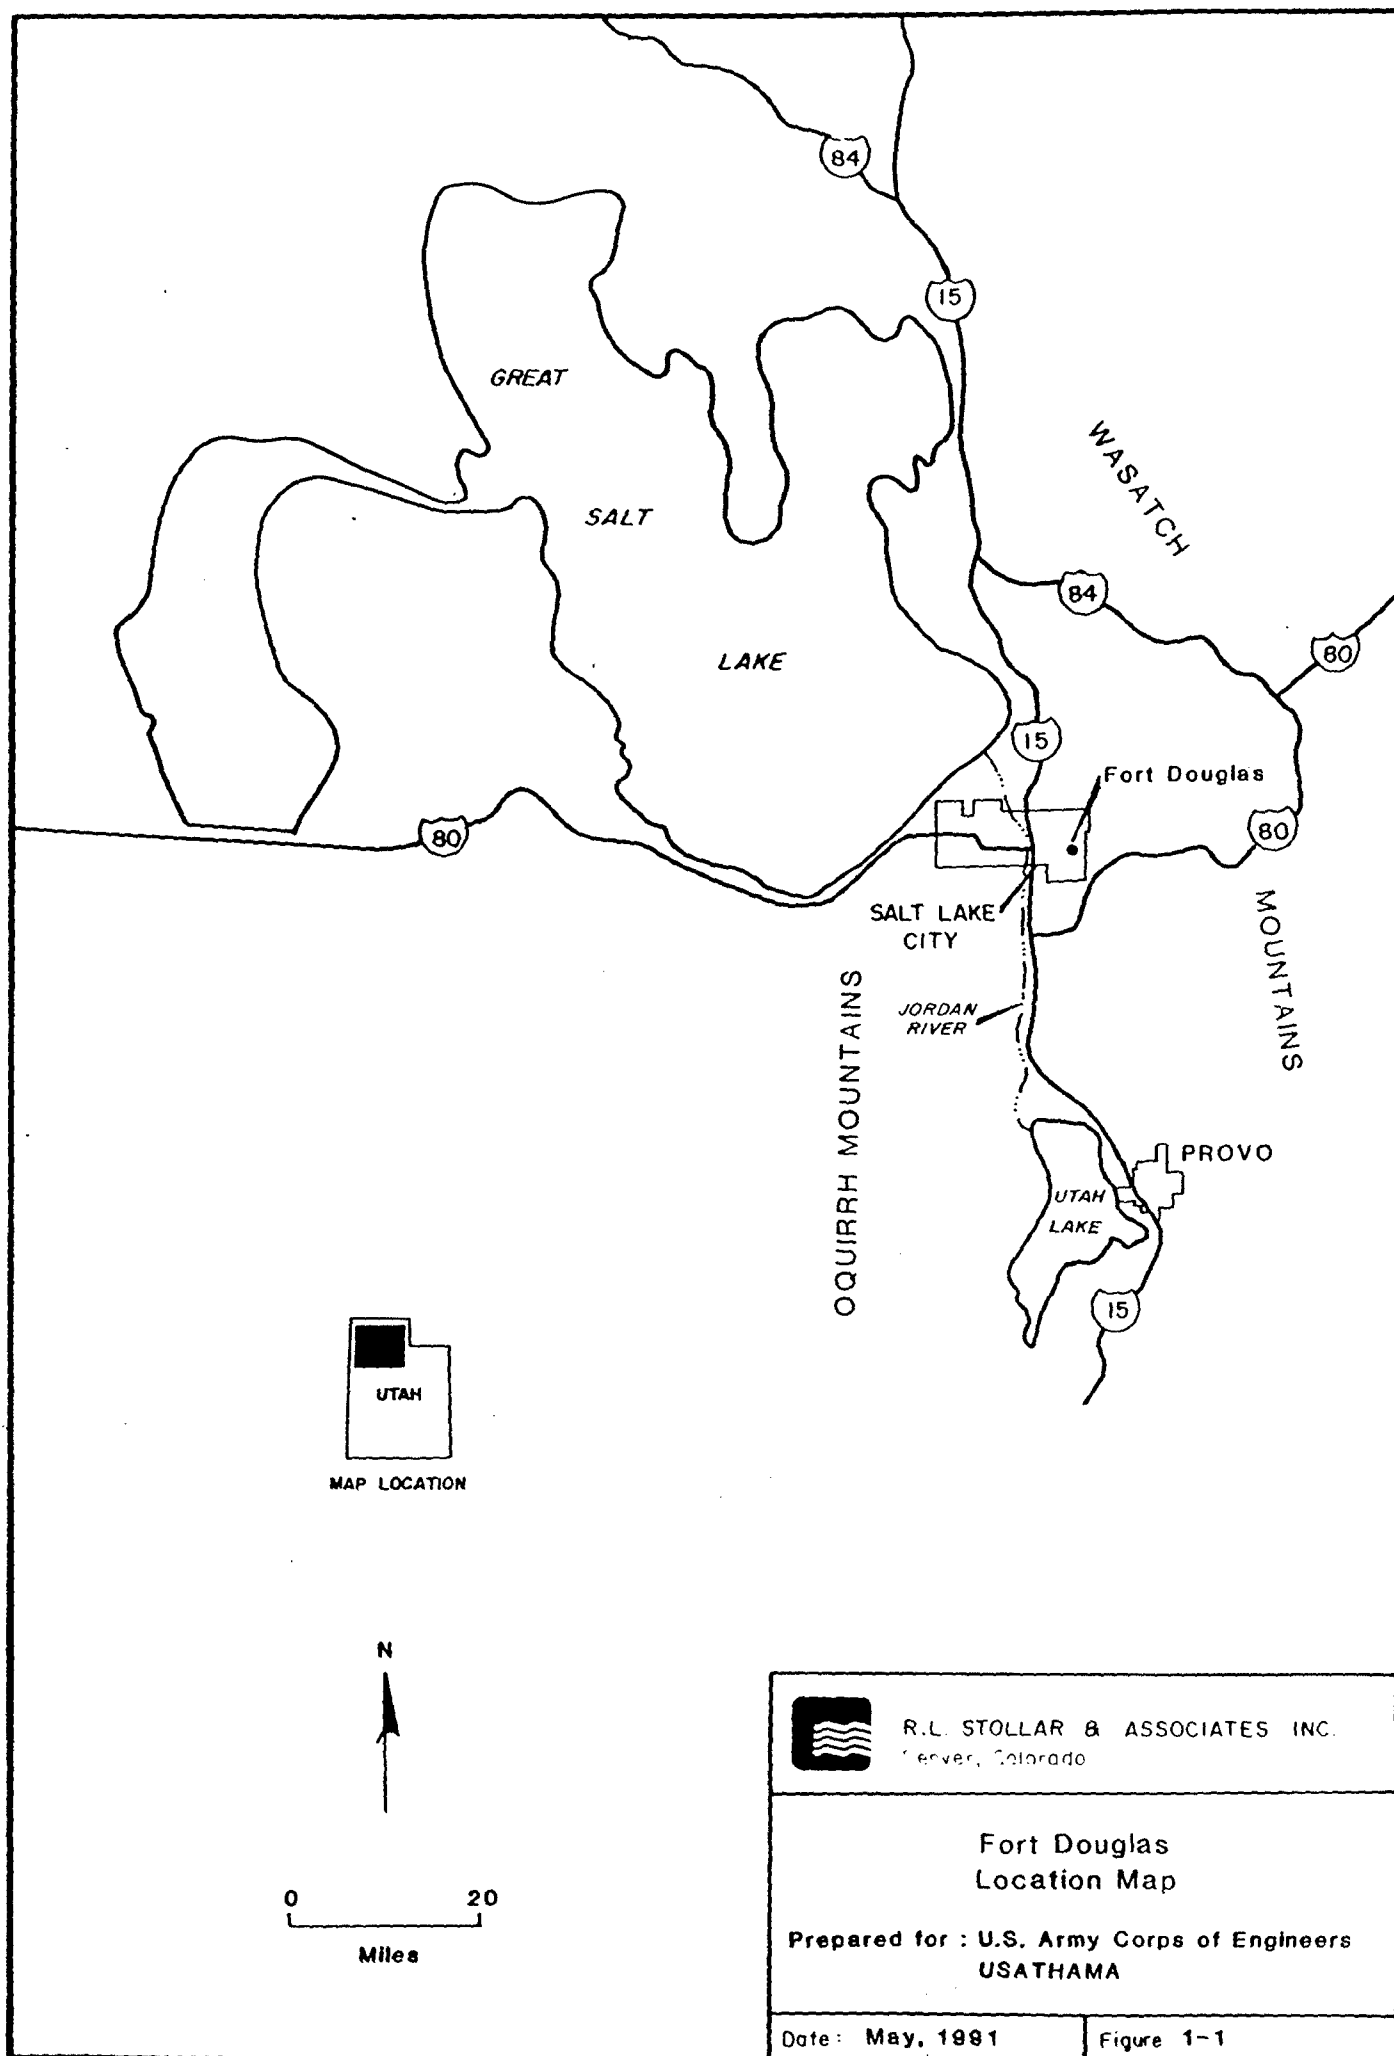 84
15
GREAT
WASATCH
SALT
84
80
LAKE
15
Fort Douglas
80
80
SALT LAKE
CITY
MOUNTAINS
OQUIRRH MOUNTAINS
JORDAN
RIVER
PROVO
UTAH
LAKE
15
UTAH
MAP LOCATION
N
0 20
Miles
R.L. STOLLAR & ASSOCIATES INC.
Colorado
Fort Douglas
Location Map
Prepared for : U.S. Army Corps of Engineers
USATHAMA
Date : May, 1991
Figure 1-1